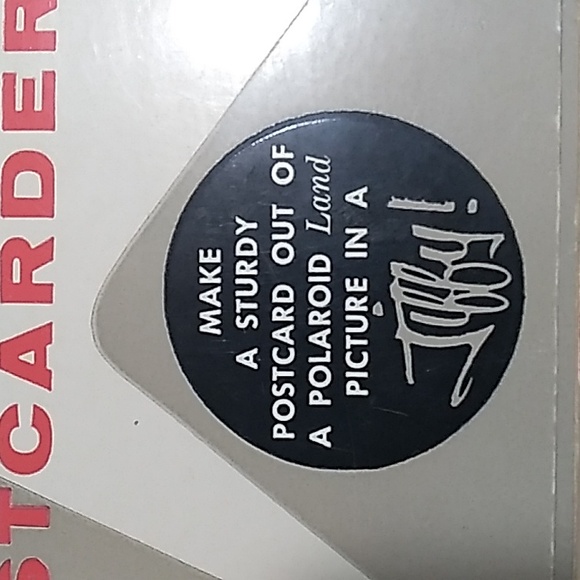 STCARDER
MAKE
A STURDY
POSTCARD OUT OF
A POLAROID Land
PICTURE IN A
Jiffy!